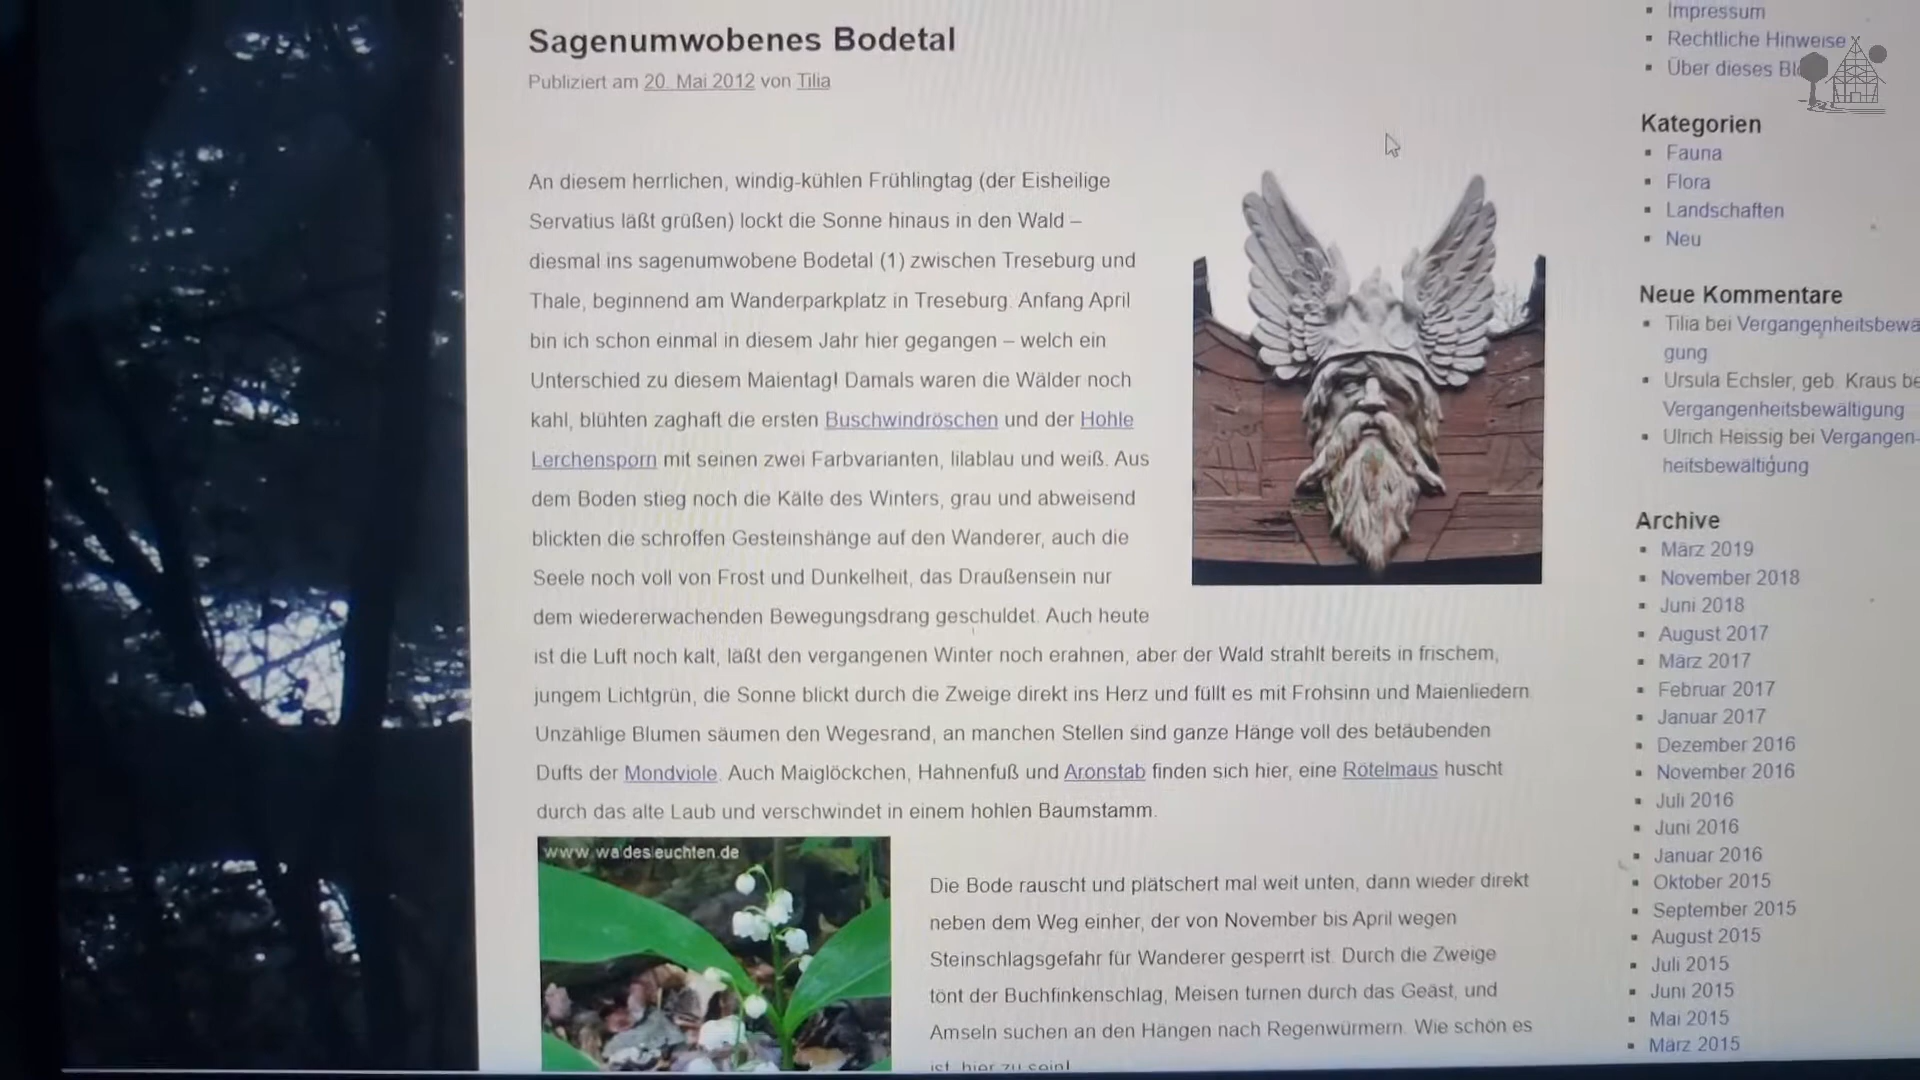 Sagenumwobenes Bodetal
Publiziert am 20. Mai 2012 von Tilia
An diesem herrlichen, windig-kühlen Frühlingtag (der Eisheilige
Servatius läßt grüßen) lockt die Sonne hinaus in den Wald –
diesmal ins sagenumwobene Bodetal (1) zwischen Treseburg und
Thale, beginnend am Wanderparkplatz in Treseburg. Anfang April
bin ich schon einmal in diesem Jahr hier gegangen – welch ein
Unterschied zu diesem Maientag! Damals waren die Wälder noch
kahl, blühten zaghaft die ersten Buschwindröschen und der Hohle
Lerchensporn mit seinen zwei Farbvarianten, lilablau und weiß. Aus
dem Boden stieg noch die Kälte des Winters, grau und abweisend
blickten die schroffen Gesteinshänge auf den Wanderer, auch die
Seele noch voll von Frost und Dunkelheit, das Draußensein nur
dem wiedererwachenden Bewegungsdrang geschuldet. Auch heute
ist die Luft noch kalt, läßt den vergangenen Winter noch erahnen, aber der Wald strahlt bereits in frischem,
jungem Lichtgrün, die Sonne blickt durch die Zweige direkt ins Herz und füllt es mit Frohsinn und Maienliedern.
Unzählige Blumen säumen den Wegesrand, an manchen Stellen sind ganze Hänge voll des betäubenden
Dufts der Mondviole. Auch Maiglöckchen, Hahnenfuß und Aronstab finden sich hier, eine Rötelmaus huscht
durch das alte Laub und verschwindet in einem hohlen Baumstamm.
www.waldesleuchten.de
Die Bode rauscht und plätschert mal weit unten, dann wieder direkt
neben dem Weg einher, der von November bis April wegen
Steinschlagsgefahr für Wanderer gesperrt ist. Durch die Zweige
tönt der Buchfinkenschlag, Meisen turnen durch das Geäst, und
Amseln suchen an den Hängen nach Regenwürmern. Wie schön es
ist, hier zu sein!
Impressum
Rechtliche Hinweise
Über dieses Bl
Kategorien
Fauna
Flora
Landschaften
Neu
Neue Kommentare
Tilia bei Vergangenheitsbewä
gung
Ursula Echsler, geb. Kraus be
Vergangenheitsbewältigung
Ulrich Heissig bei Vergangen-
heitsbewältigung
Archive
März 2019
November 2018
Juni 2018
August 2017
März 2017
Februar 2017
Januar 2017
Dezember 2016
November 2016
Juli 2016
Juni 2016
Januar 2016
Oktober 2015
September 2015
August 2015
Juli 2015
Juni 2015
Mai 2015
März 2015